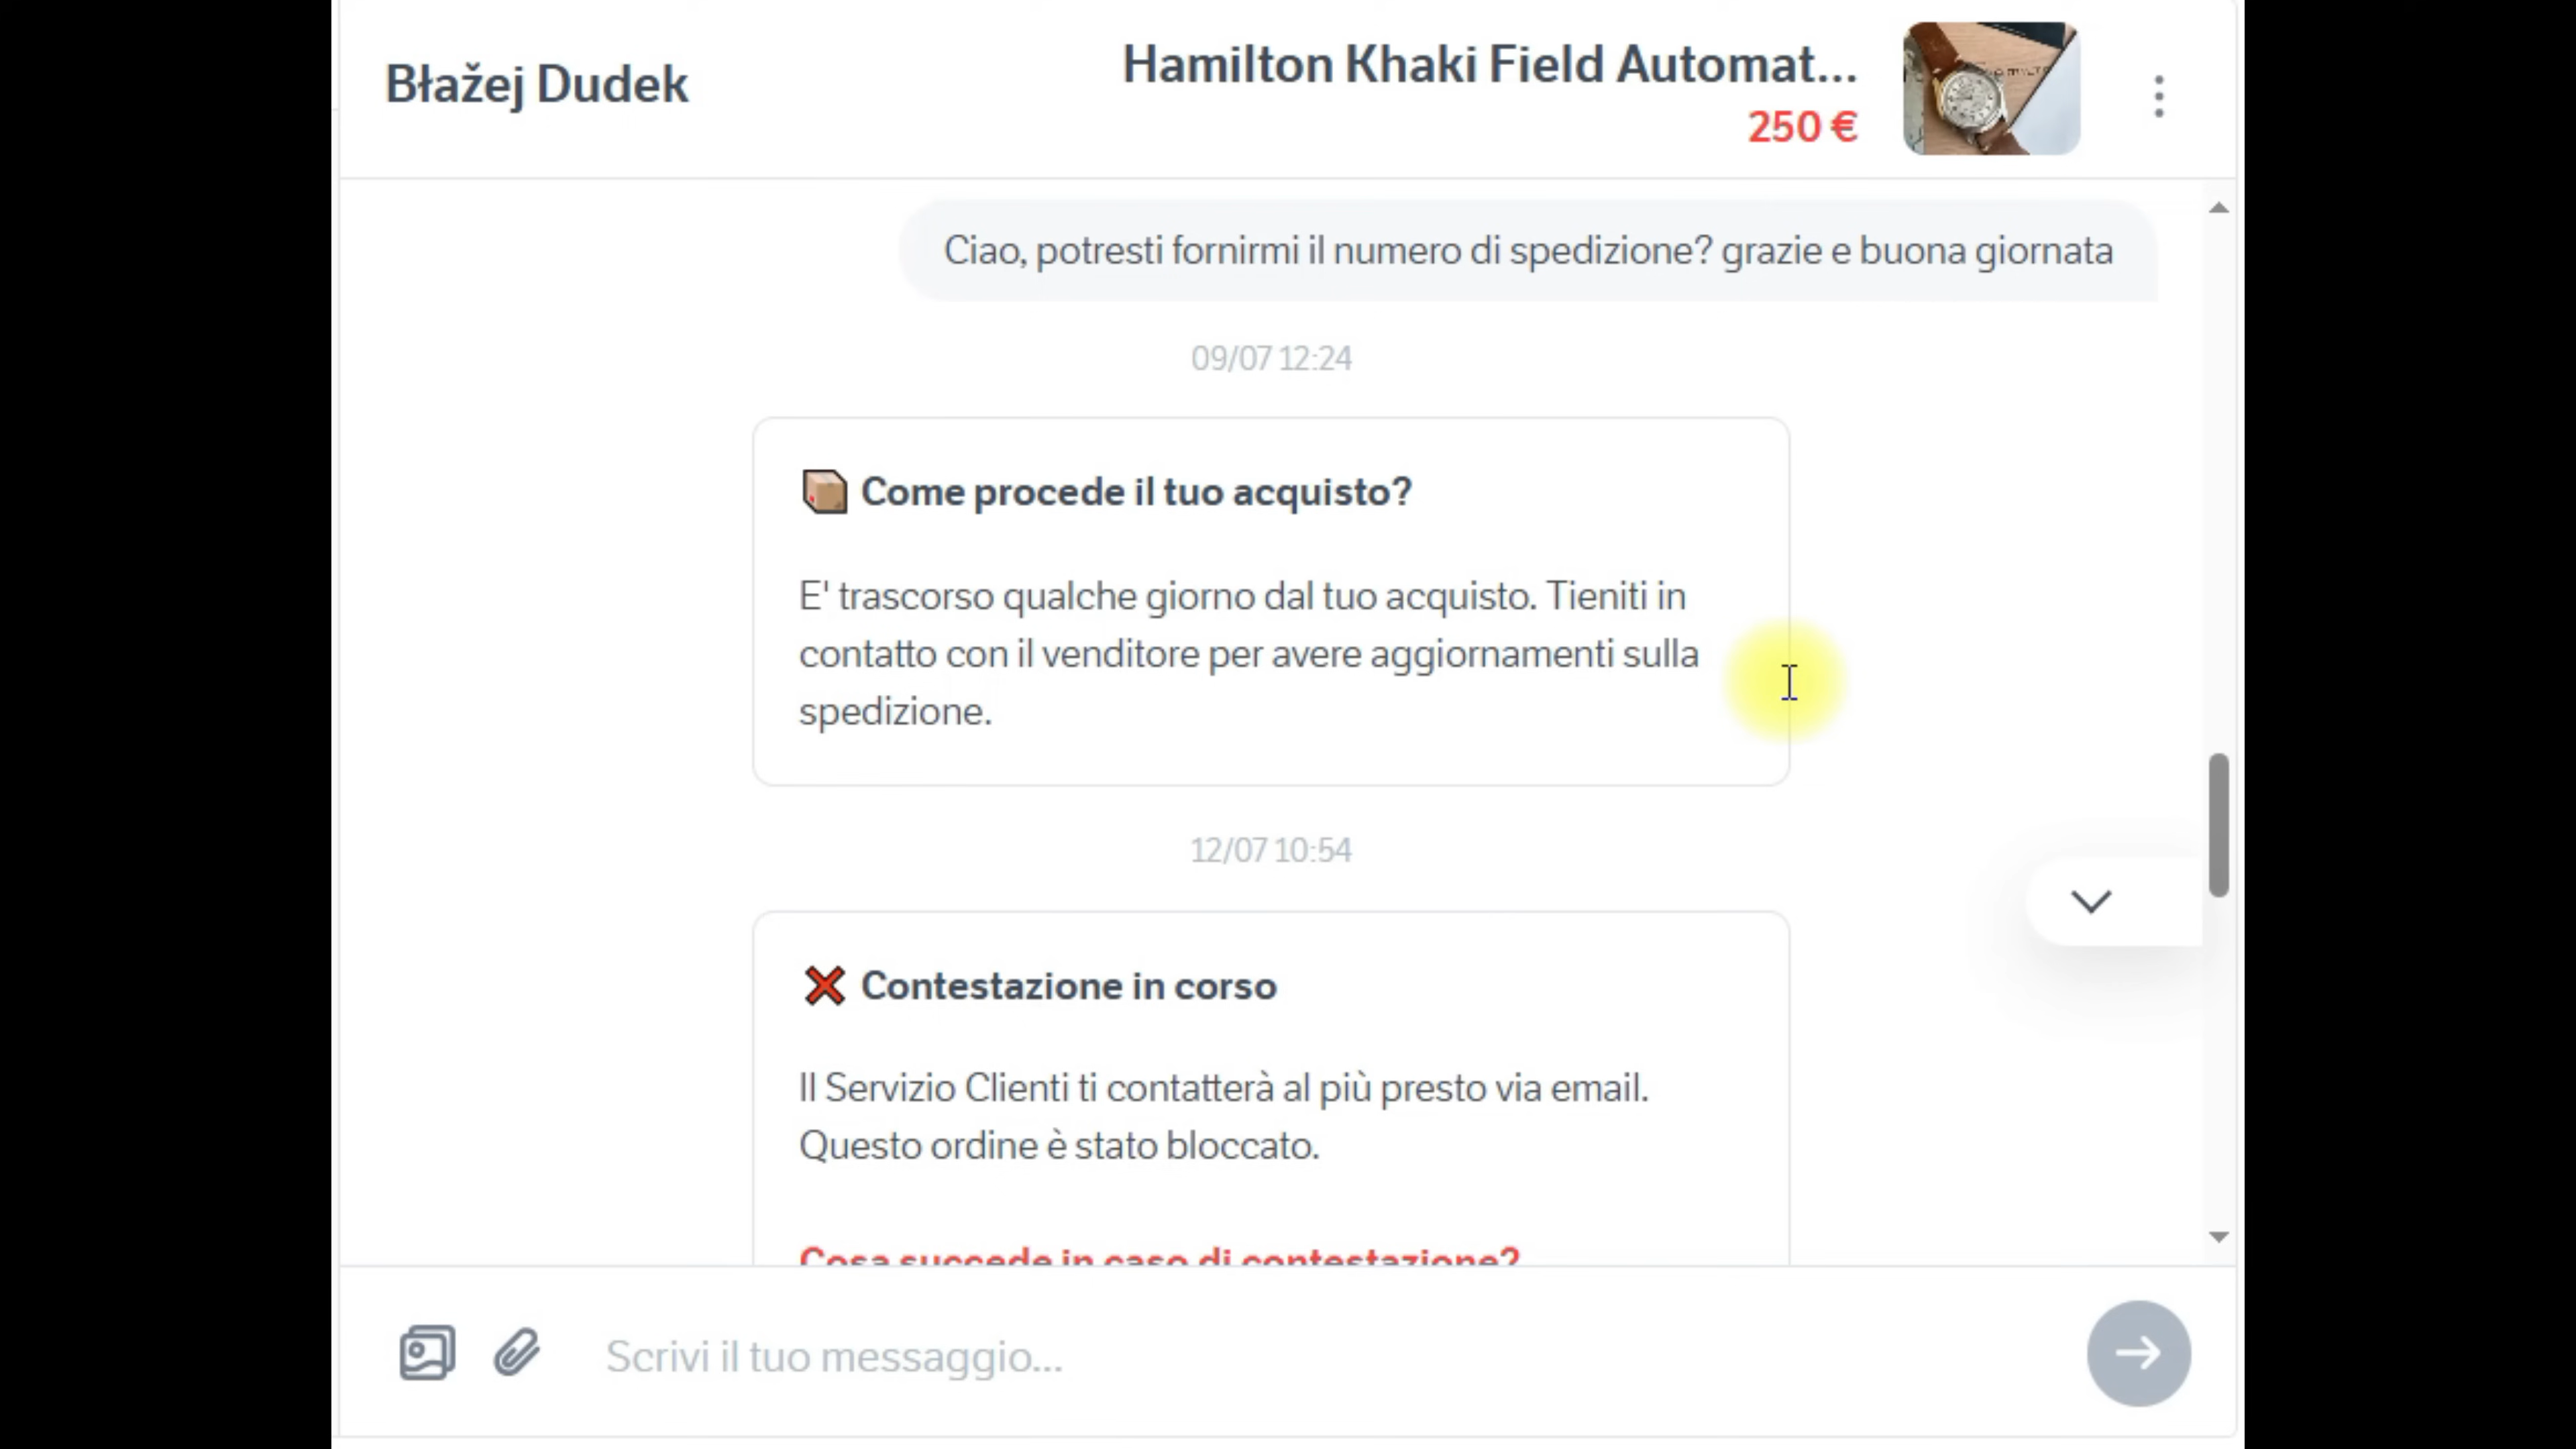 Błažej Dudek
Hamilton Khaki Field Automat...
250 €
Ciao, potresti fornirmi il numero di spedizione? grazie e buona giornata
09/07 12:24
Come procede il tuo acquisto?
E' trascorso qualche giorno dal tuo acquisto. Tieniti in
contatto con il venditore per avere aggiornamenti sulla
spedizione.
12/07 10:54
Contestazione in corso
Il Servizio Clienti ti contatterà al più presto via email.
Questo ordine è stato bloccato.
Cosa succede in caso di contestazione?
Scrivi il tuo messaggio...